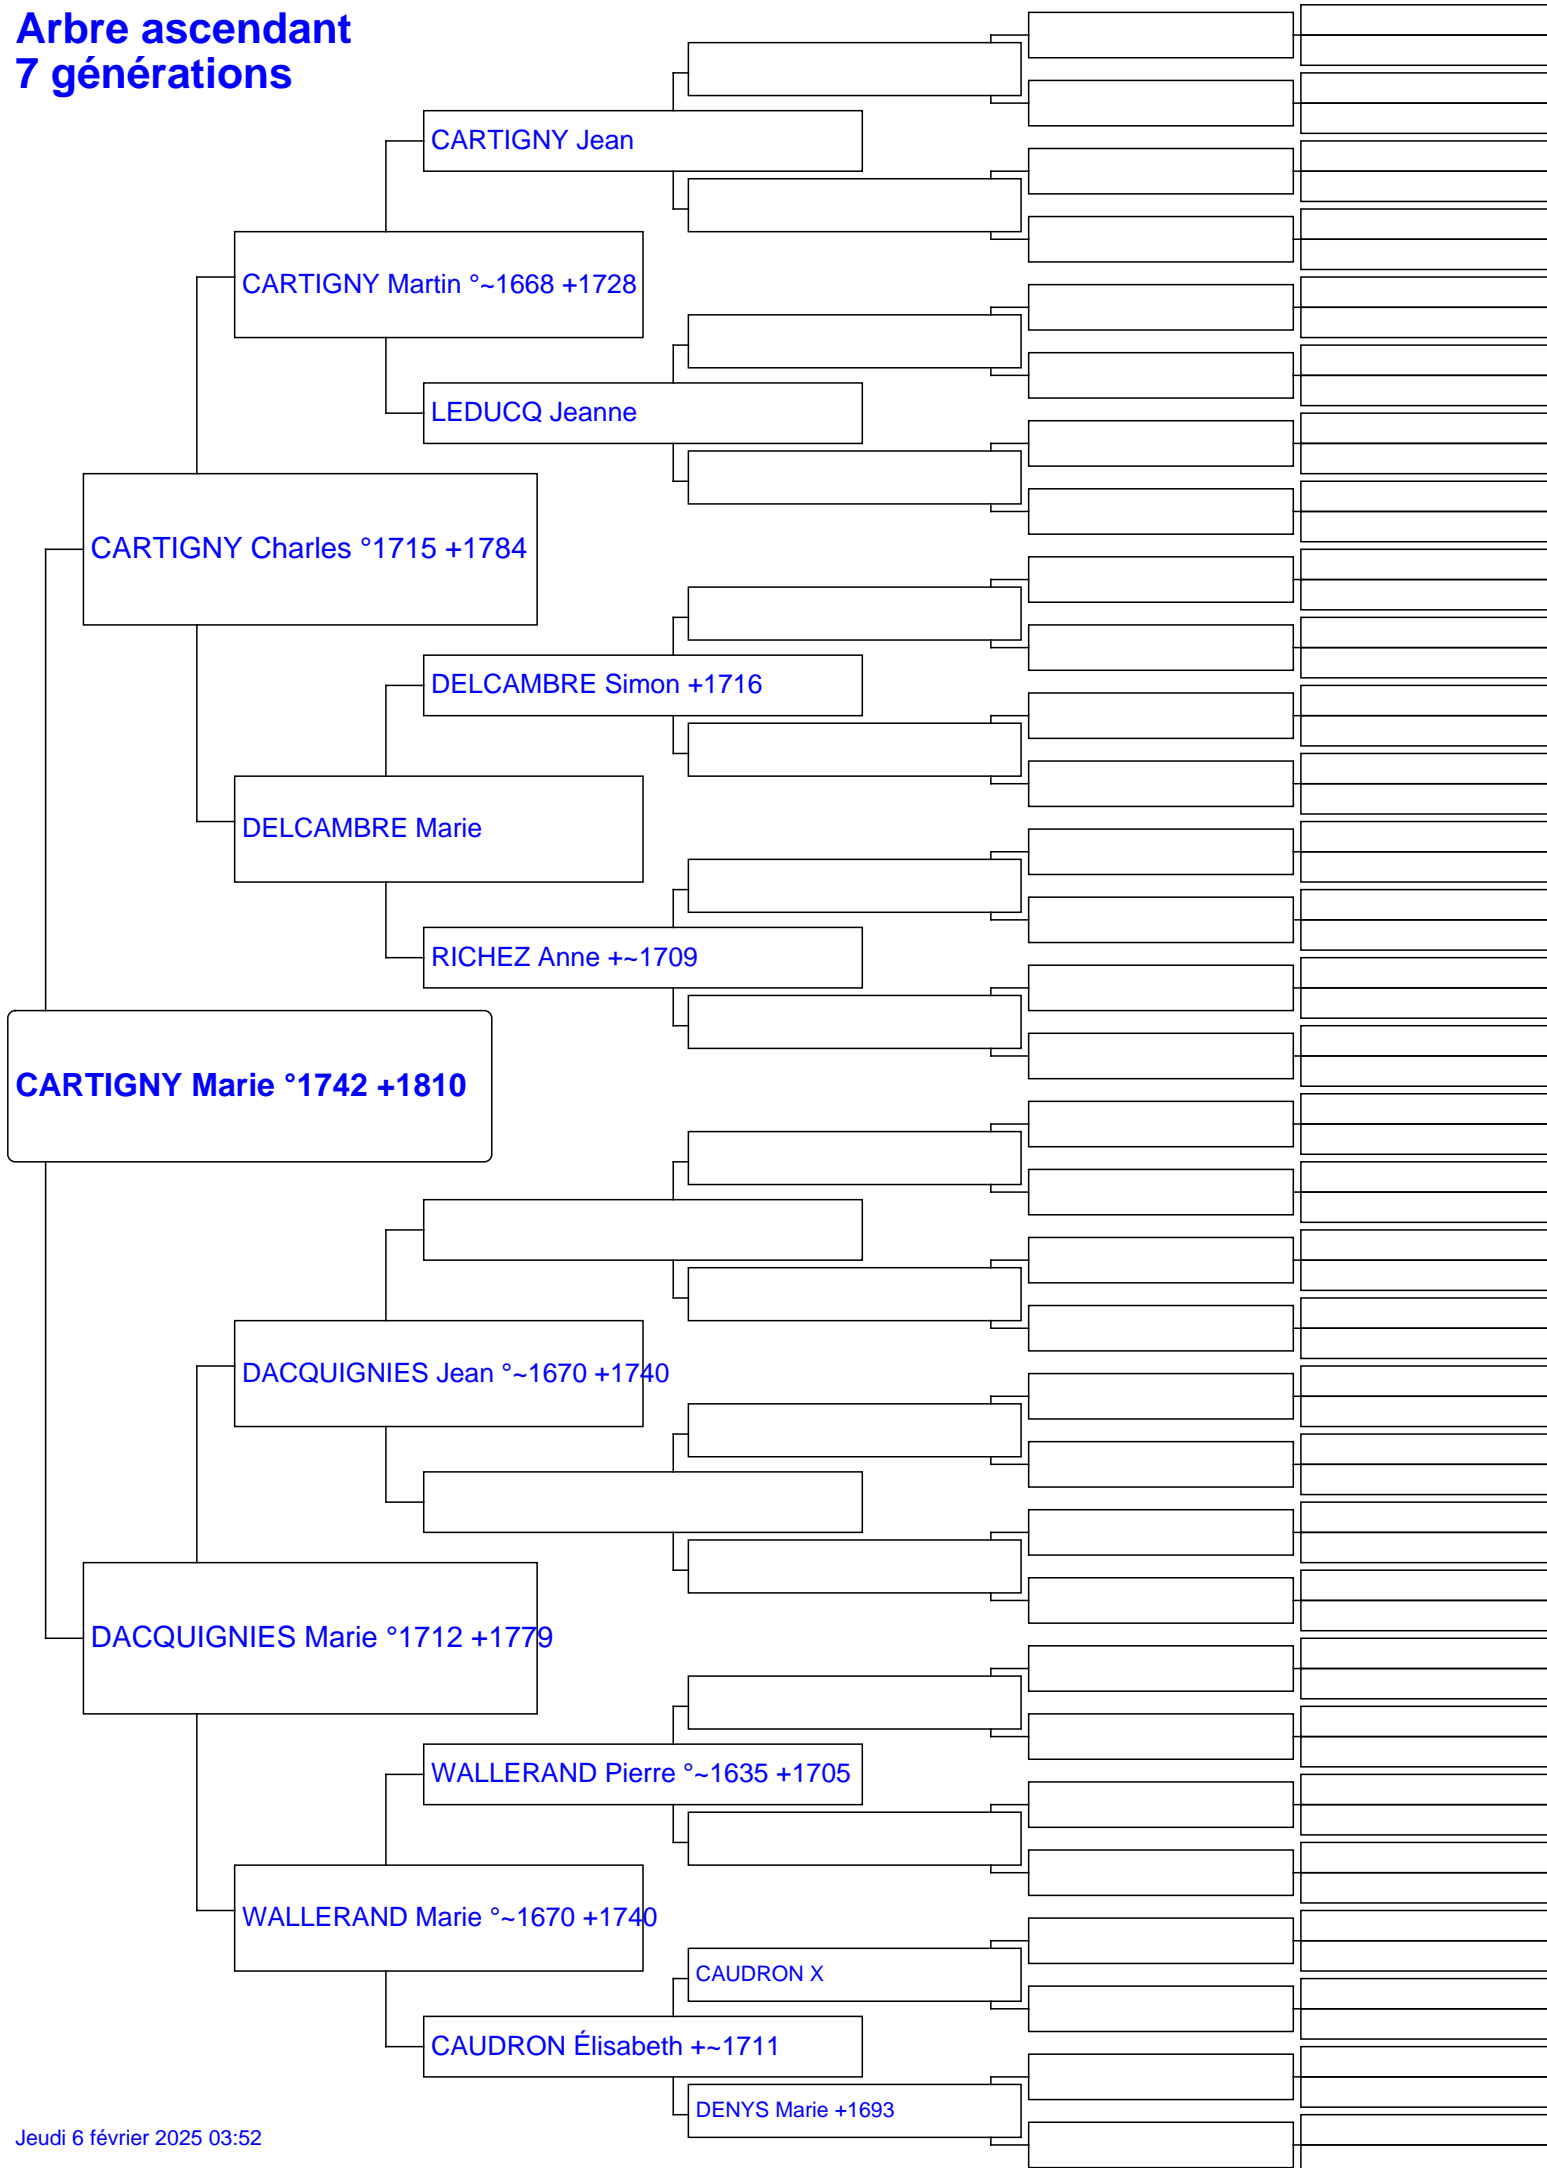 Arbre ascendant
7 générations
CARTIGNY Jean
CARTIGNY Martin °~1668 +1728
LEDUCQ Jeanne
CARTIGNY Charles °1715 +1784
DELCAMBRE Simon +1716
DELCAMBRE Marie
RICHEZ Anne +~1709
CARTIGNY Marie °1742 +1810
DACQUIGNIES Jean °~1670 +1740
DACQUIGNIES Marie °1712 +1779
WALLERAND Pierre °~1635 +1705
WALLERAND Marie °~1670 +1740
CAUDRON X
CAUDRON Élisabeth +~1711
DENYS Marie +1693
Jeudi 6 février 2025 03:52